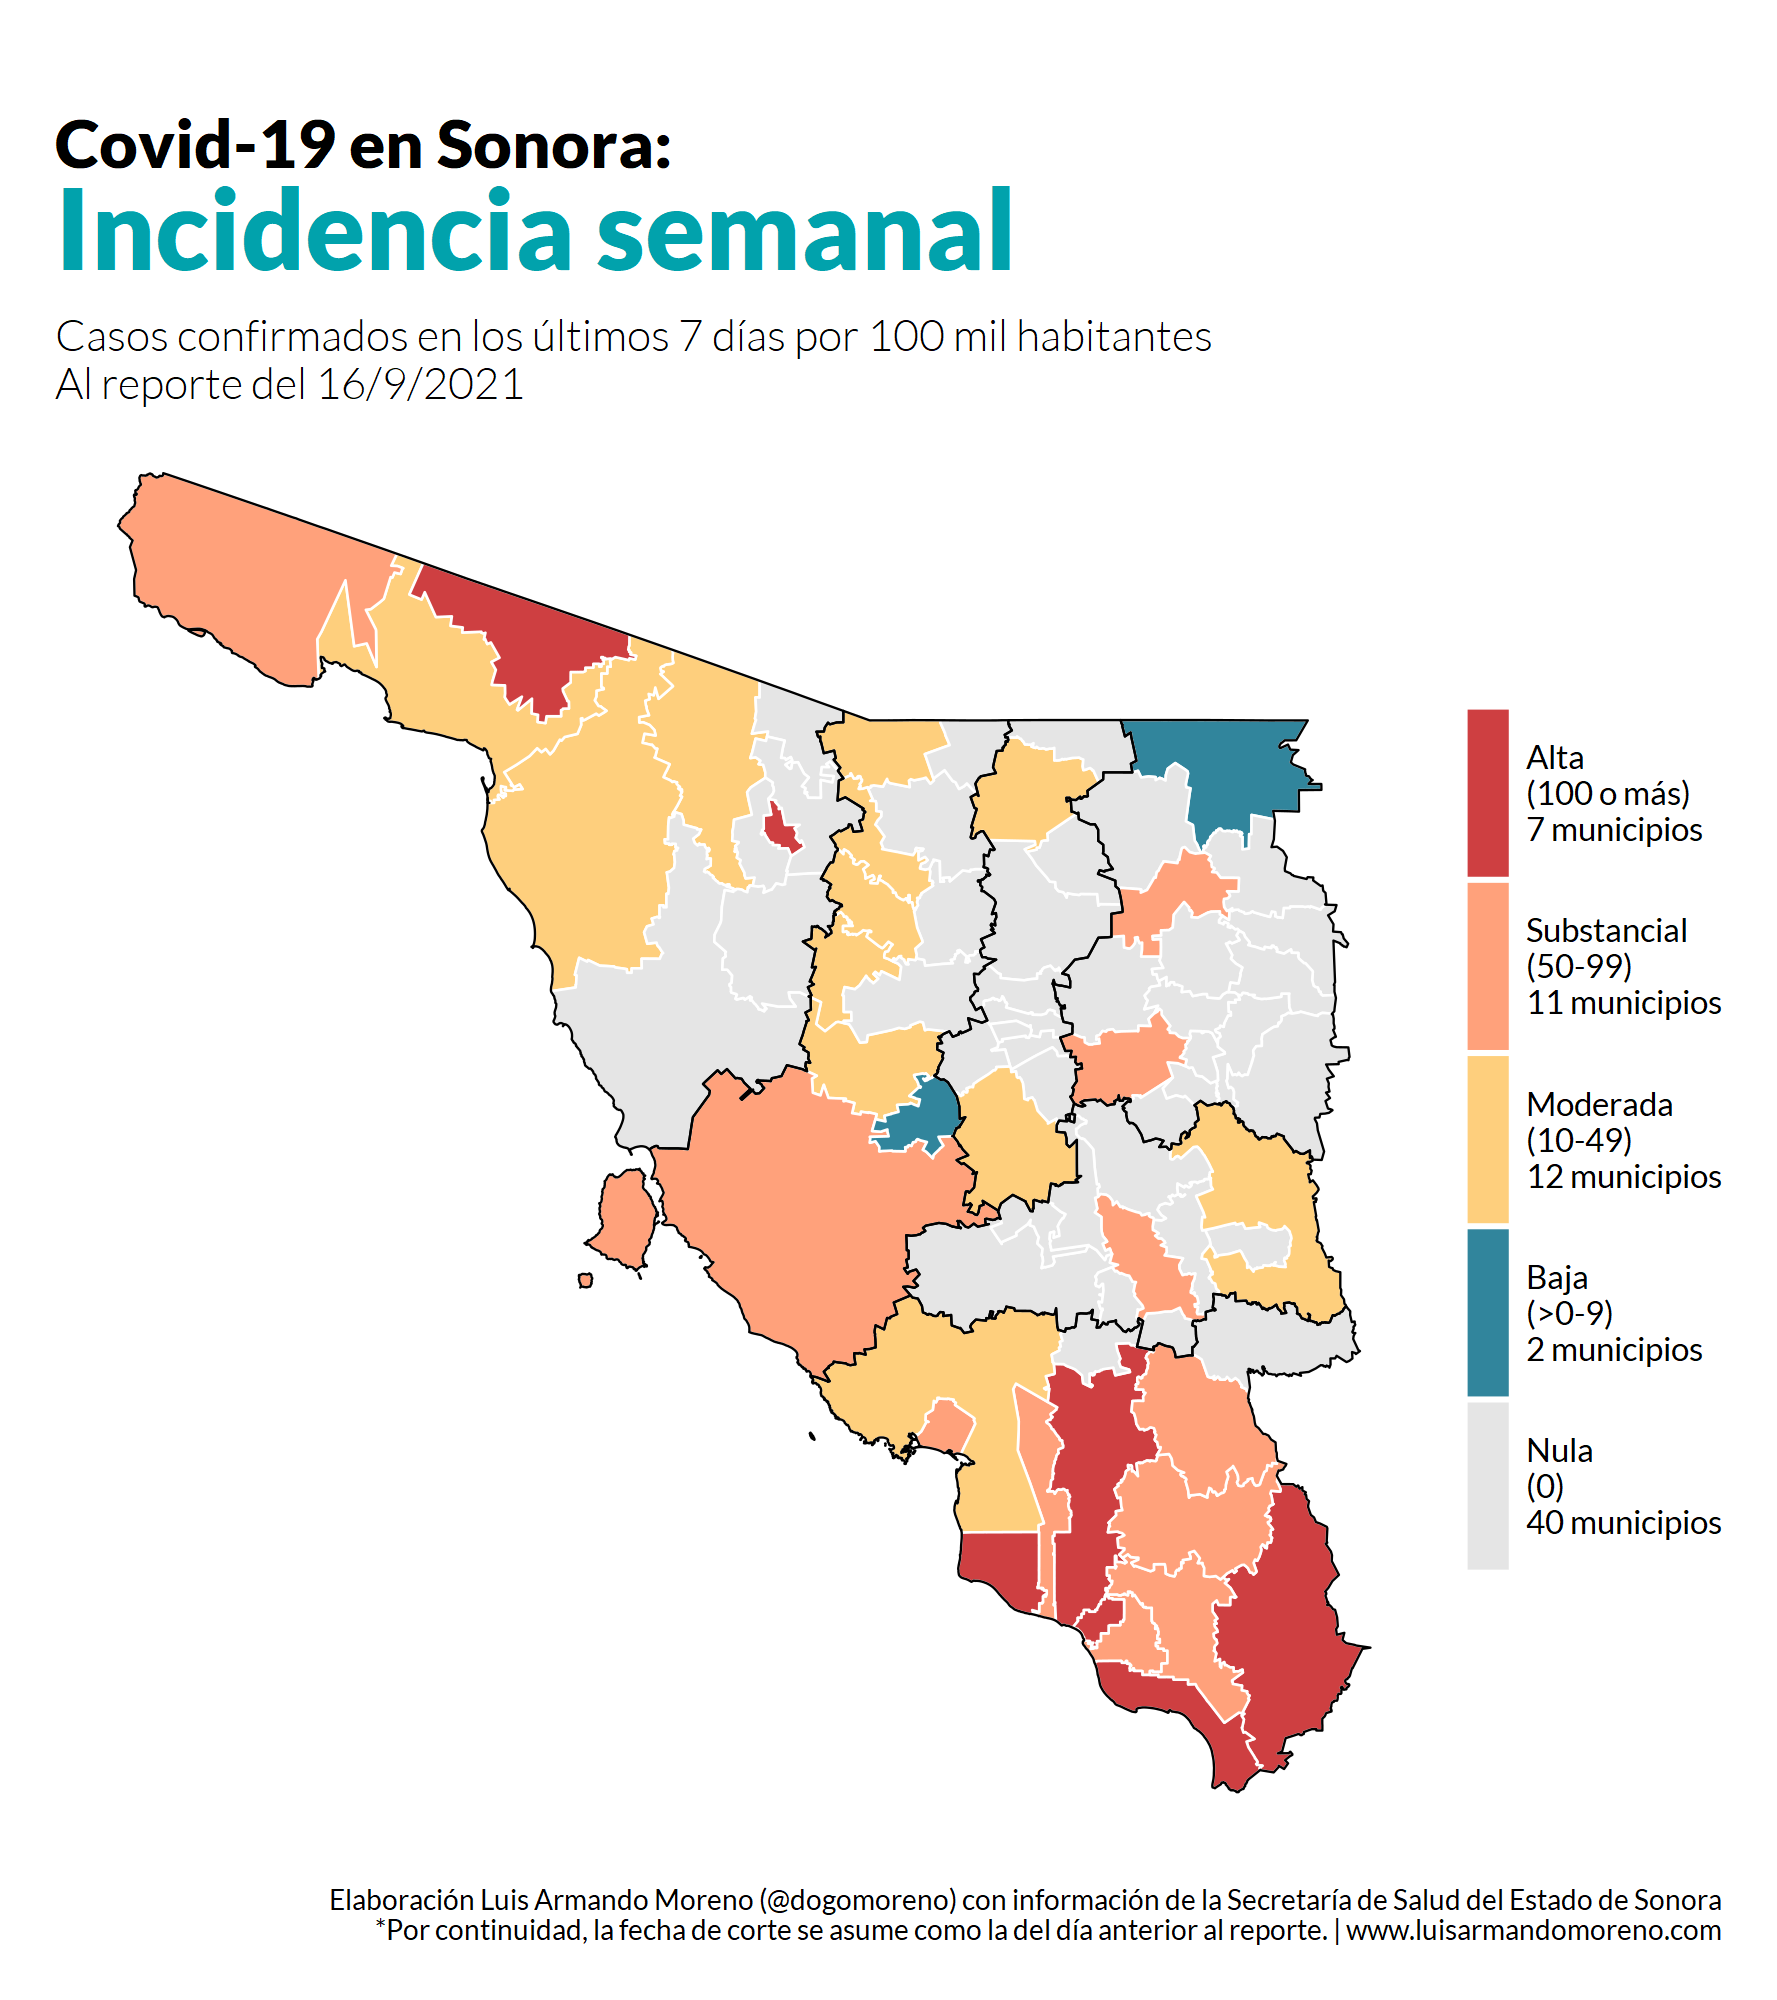 Covid-19 en Sonora:
Incidencia semanal
Casos confirmados en los últimos 7 días por 100 mil habitantes
Al reporte del 16/9/2021
Alta
(100 o más)
7 municipios
Substancial
(50-99)
11 municipios
Moderada
(10-49)
12 municipios
Baja
(>0-9)
2 municipios
Nula
(0)
40 municipios
Elaboración Luis Armando Moreno (@dogomoreno) con información de la Secretaría de Salud del Estado de Sonora
*Por continuidad, la fecha de corte se asume como la del día anterior al reporte. | www.luisarmandomoreno.com